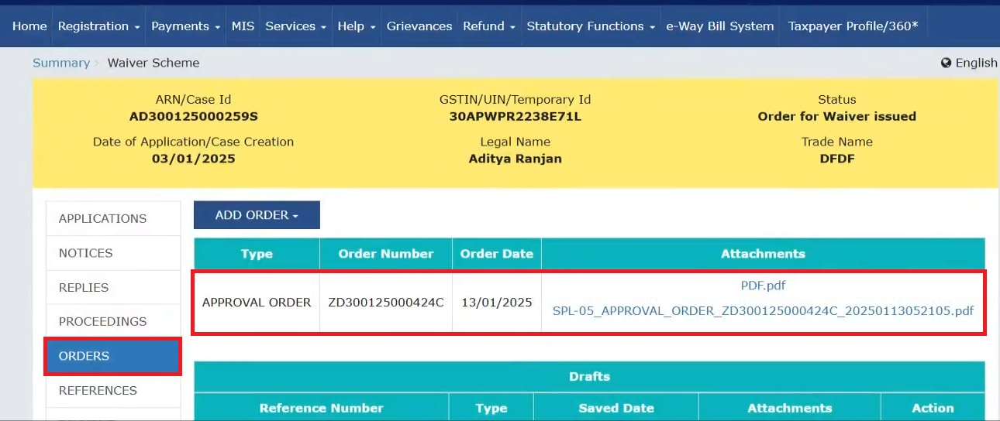 Home Registration Payments MIS Services Help Grievances Refund Statutory Functions e-Way Bill System Taxpayer Profile/360*
Summary > Waiver Scheme English
ARN/Case Id GSTIN/UIN/Temporary Id Status
AD300125000259S 30APWPR2238E71L Order for Waiver issued
Date of Application/Case Creation Legal Name Trade Name
03/01/2025 Aditya Ranjan DFDF
APPLICATIONS
NOTICES
REPLIES
PROCEEDINGS
ORDERS
REFERENCES
ADD ORDER
Type Order Number Order Date Attachments
APPROVAL ORDER ZD300125000424C 13/01/2025 PDF.pdf
SPL-05_APPROVAL_ORDER_ZD300125000424C_20250113052105.pdf
Drafts
Reference Number Type Saved Date Attachments Action